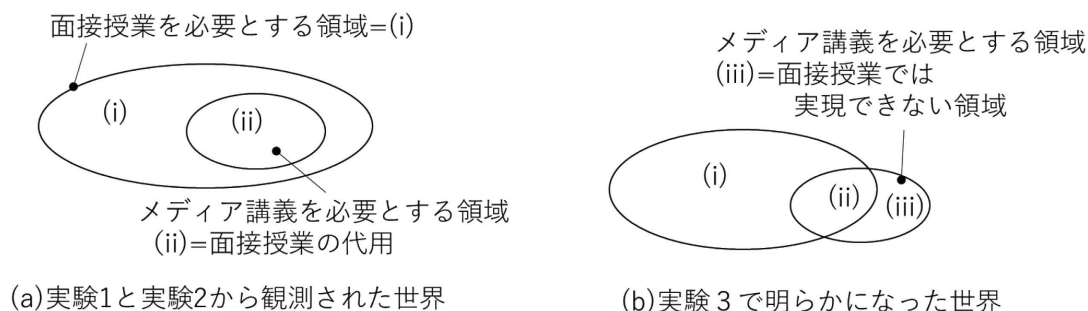 面接授業を必要とする領域=(i)
(i)
(ii)
メディア講義を必要とする領域
(ii)=面接授業の代用
(a)実験1と実験2から観測された世界
メディア講義を必要とする領域
(iii)=面接授業では
実現できない領域
(i)
(ii)
(iii)
(b)実験３で明らかになった世界